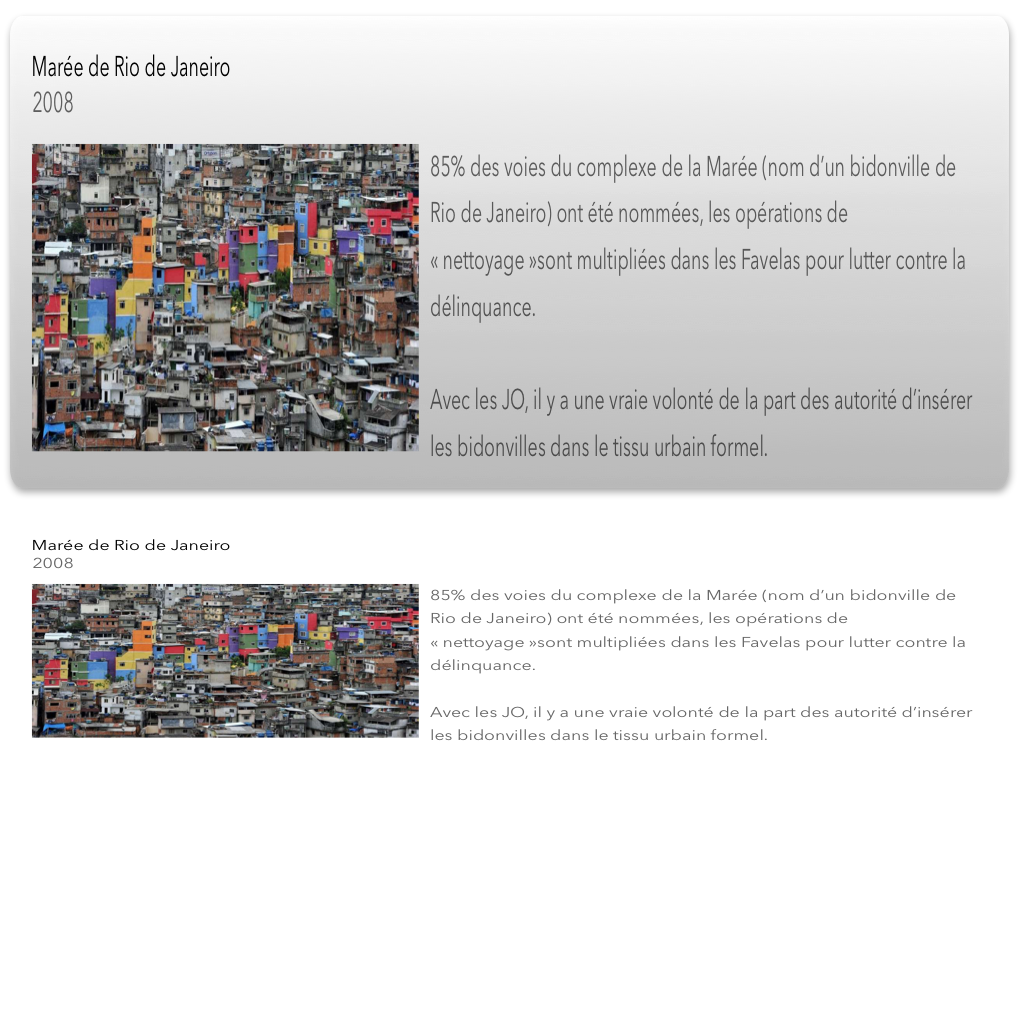 Marée de Rio de Janeiro
2008
85% des voies du complexe de la Marée (nom d’un bidonville de
Rio de Janeiro) ont été nommées, les opérations de
« nettoyage »sont multipliées dans les Favelas pour lutter contre la
délinquance.
Avec les JO, il y a une vraie volonté de la part des autorité d’insérer
les bidonvilles dans le tissu urbain formel.
Marée de Rio de Janeiro
2008
85% des voies du complexe de la Marée (nom d’un bidonville de
Rio de Janeiro) ont été nommées, les opérations de
« nettoyage »sont multipliées dans les Favelas pour lutter contre la
délinquance.
Avec les JO, il y a une vraie volonté de la part des autorité d’insérer
les bidonvilles dans le tissu urbain formel.